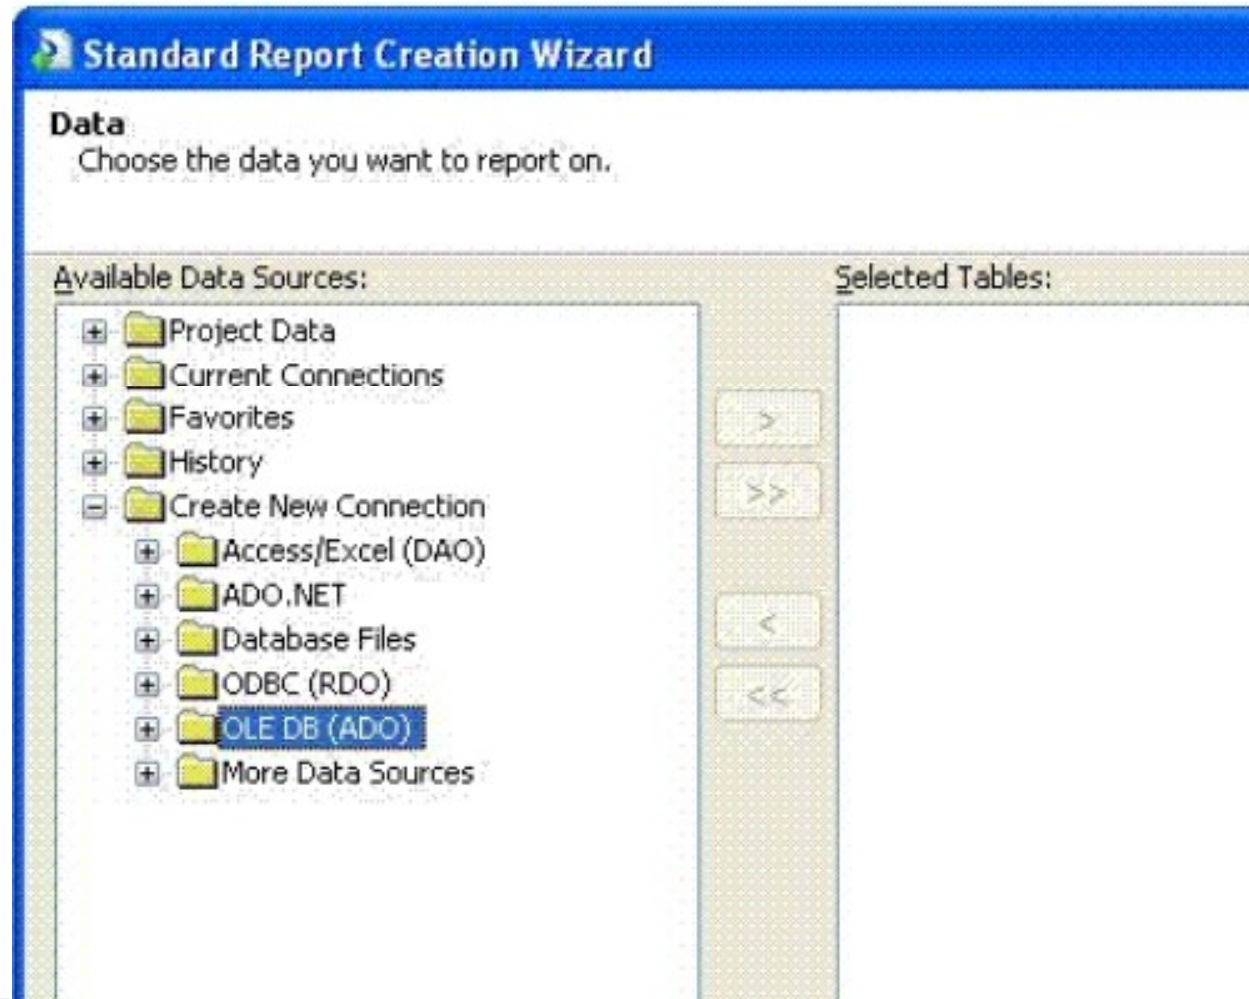 Standard Report Creation Wizard
Data
Choose the data you want to report on.
Available Data Sources:
Selected Tables:
Project Data
Current Connections
Favorites
History
Create New Connection
Access/Excel (DAO)
ADO.NET
Database Files
ODBC (RDO)
OLE DB (ADO)
More Data Sources
>
>>
<
<<